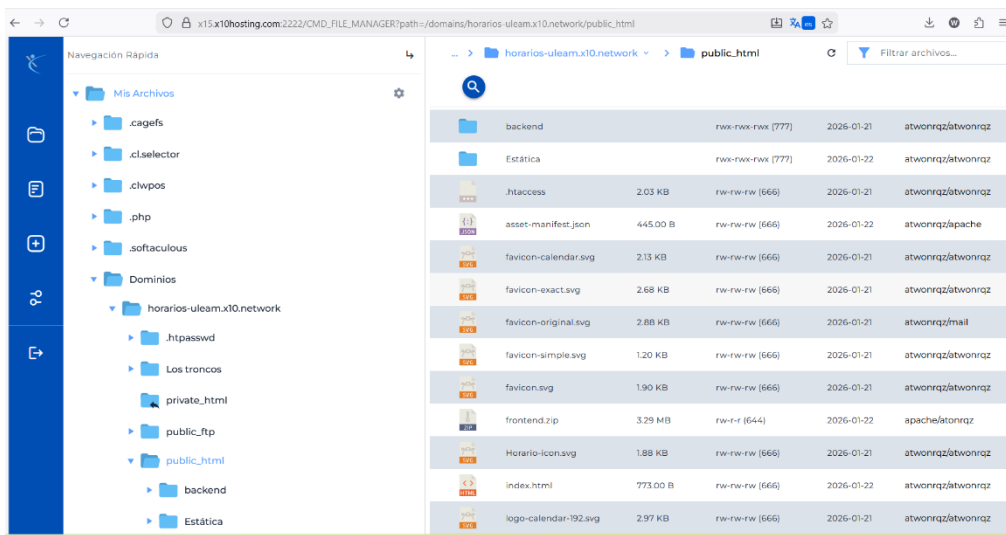 x15.x10hosting.com:2222/CMD_FILE_MANAGER?path=/domains/horarios-uleam.x10.network/public_html
es
Navegación Rápida
... > horarios-uleam.x10.network > public_html
Filtrar archivos...
Mis Archivos
.cagefs
.cl.selector
.clwpos
.php
.softaculous
Dominios
horarios-uleam.x10.network
.htpasswd
Los troncos
private_html
public_ftp
public_html
backend
Estática
backend rwx-rwx-rwx (777) 2026-01-21 atwonrqz/atwonrqz
Estática rwx-rwx-rwx (777) 2026-01-22 atwonrqz/atwonrqz
.htaccess 2.03 KB rw-rw-rw (666) 2026-01-21 atwonrqz/atwonrqz
JSON asset-manifest.json 445.00 B rw-rw-rw (666) 2026-01-22 atwonrqz/apache
SVG favicon-calendar.svg 2.13 KB rw-rw-rw (666) 2026-01-21 atwonrqz/atwonrqz
SVG favicon-exact.svg 2.68 KB rw-rw-rw (666) 2026-01-21 atwonrqz/atwonrqz
SVG favicon-original.svg 2.88 KB rw-rw-rw (666) 2026-01-21 atwonrqz/mail
SVG favicon-simple.svg 1.20 KB rw-rw-rw (666) 2026-01-21 atwonrqz/atwonrqz
SVG favicon.svg 1.90 KB rw-rw-rw (666) 2026-01-21 atwonrqz/atwonrqz
ZIP frontend.zip 3.29 MB rw-r-r (644) 2026-01-22 apache/atonrqz
SVG Horario-icon.svg 1.88 KB rw-rw-rw (666) 2026-01-21 atwonrqz/atwonrqz
HTML index.html 773.00 B rw-rw-rw (666) 2026-01-22 atwonrqz/atwonrqz
SVG logo-calendar-192.svg 2.97 KB rw-rw-rw (666) 2026-01-21 atwonrqz/atwonrqz